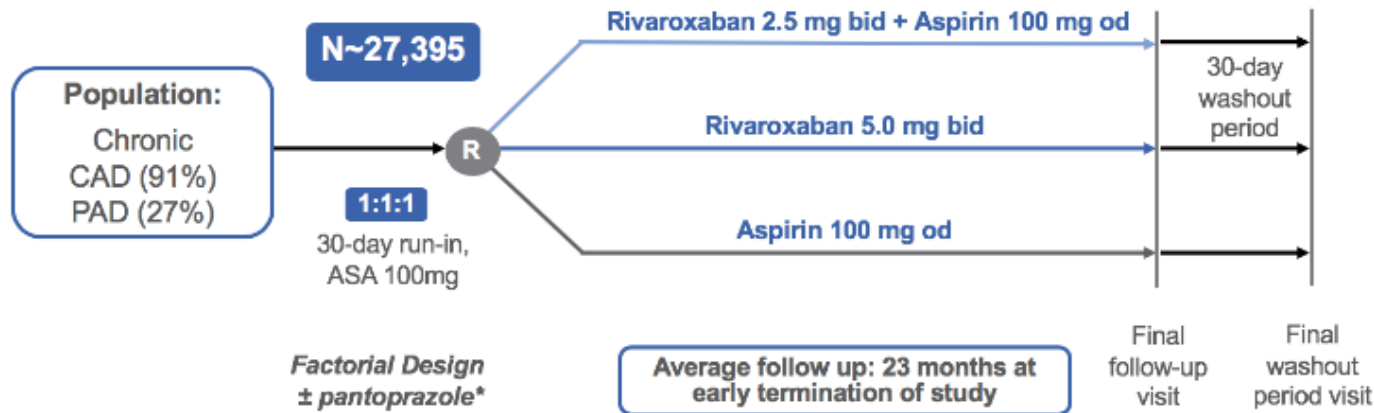 Population:
Chronic
CAD (91%)
PAD (27%)
N~27,395
1:1:1
30-day run-in,
ASA 100mg
R
Rivaroxaban 2.5 mg bid + Aspirin 100 mg od
Rivaroxaban 5.0 mg bid
Aspirin 100 mg od
30-day
washout
period
Factorial Design
± pantoprazole*
Average follow up: 23 months at
early termination of study
Final
follow-up
visit
Final
washout
period visit